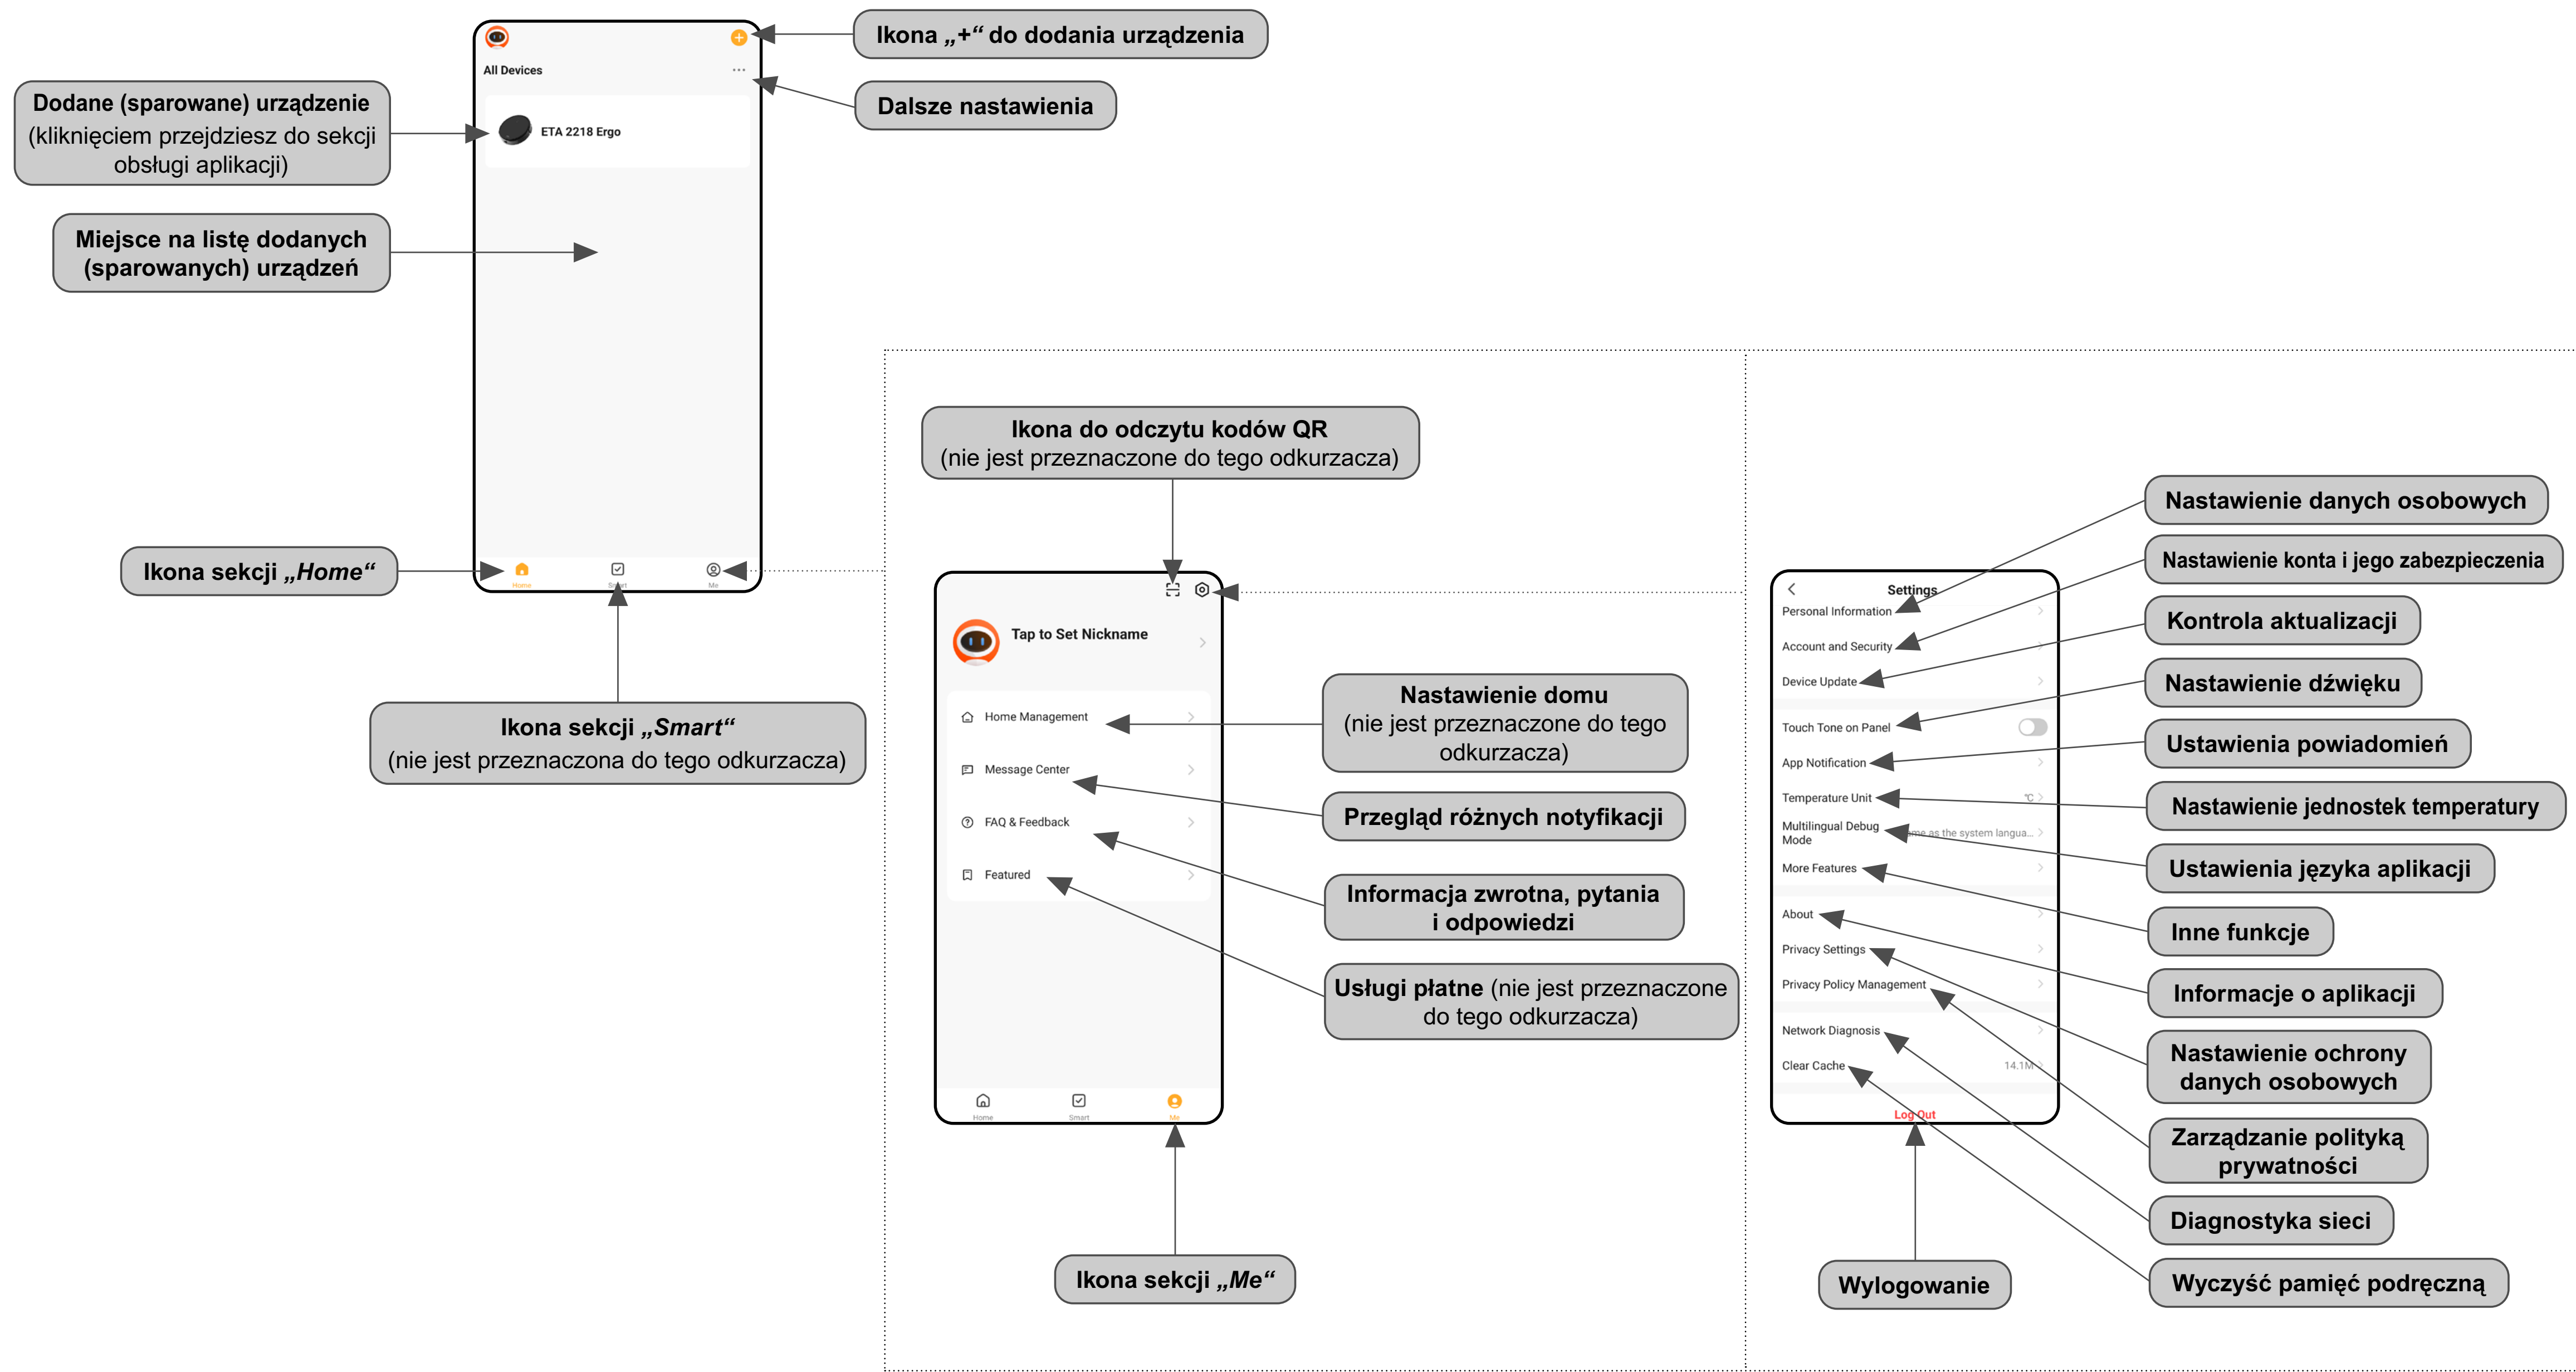 Ikona „+“ do dodania urządzenia
All Devices
Dalsze nastawienia
Dodane (sparowane) urządzenie
(kliknięciem przejdziesz do sekcji
obsługi aplikacji)
ETA 2218 Ergo
Miejsce na listę dodanych
(sparowanych) urządzeń
Ikona sekcji „Home“
Home
Smart
Me
Ikona sekcji „Smart“
(nie jest przeznaczona do tego odkurzacza)
Ikona do odczytu kodów QR
(nie jest przeznaczone do tego odkurzacza)
Tap to Set Nickname
Home Management
Message Center
FAQ & Feedback
Featured
Home
Smart
Me
Nastawienie domu
(nie jest przeznaczone do tego
odkurzacza)
Przegląd różnych notyfikacji
Informacja zwrotna, pytania
i odpowiedzi
Usługi płatne (nie jest przeznaczone
do tego odkurzacza)
Ikona sekcji „Me“
Settings
Personal Information
Account and Security
Device Update
Touch Tone on Panel
App Notification
Temperature Unit
°C
Multilingual Debug
Mode
as the system langua...
More Features
About
Privacy Settings
Privacy Policy Management
Network Diagnosis
Clear Cache
14.1M
Log Out
Nastawienie danych osobowych
Nastawienie konta i jego zabezpieczenia
Kontrola aktualizacji
Nastawienie dźwięku
Ustawienia powiadomień
Nastawienie jednostek temperatury
Ustawienia języka aplikacji
Inne funkcje
Informacje o aplikacji
Nastawienie ochrony
danych osobowych
Zarządzanie polityką
prywatności
Diagnostyka sieci
Wyczyść pamięć podręczną
Wylogowanie